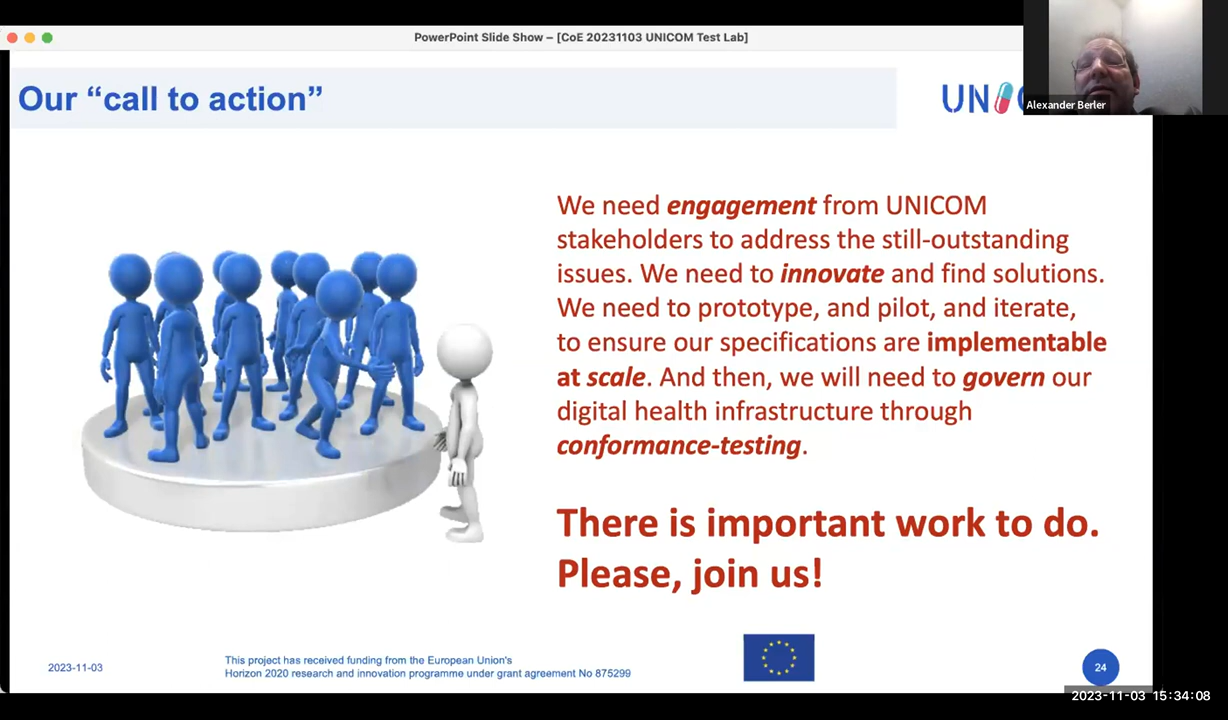 PowerPoint Slide Show – [CoE 20231103 UNICOM Test Lab]
Our “call to action”
UNI
Alexander Berler
We need engagement from UNICOM
stakeholders to address the still-outstanding
issues. We need to innovate and find solutions.
We need to prototype, and pilot, and iterate,
to ensure our specifications are implementable
at scale. And then, we will need to govern our
digital health infrastructure through
conformance-testing.
There is important work to do.
Please, join us!
2023-11-03
This project has received funding from the European Union's
Horizon 2020 research and innovation programme under grant agreement No 875299
24
2023-11-03 15:34:08